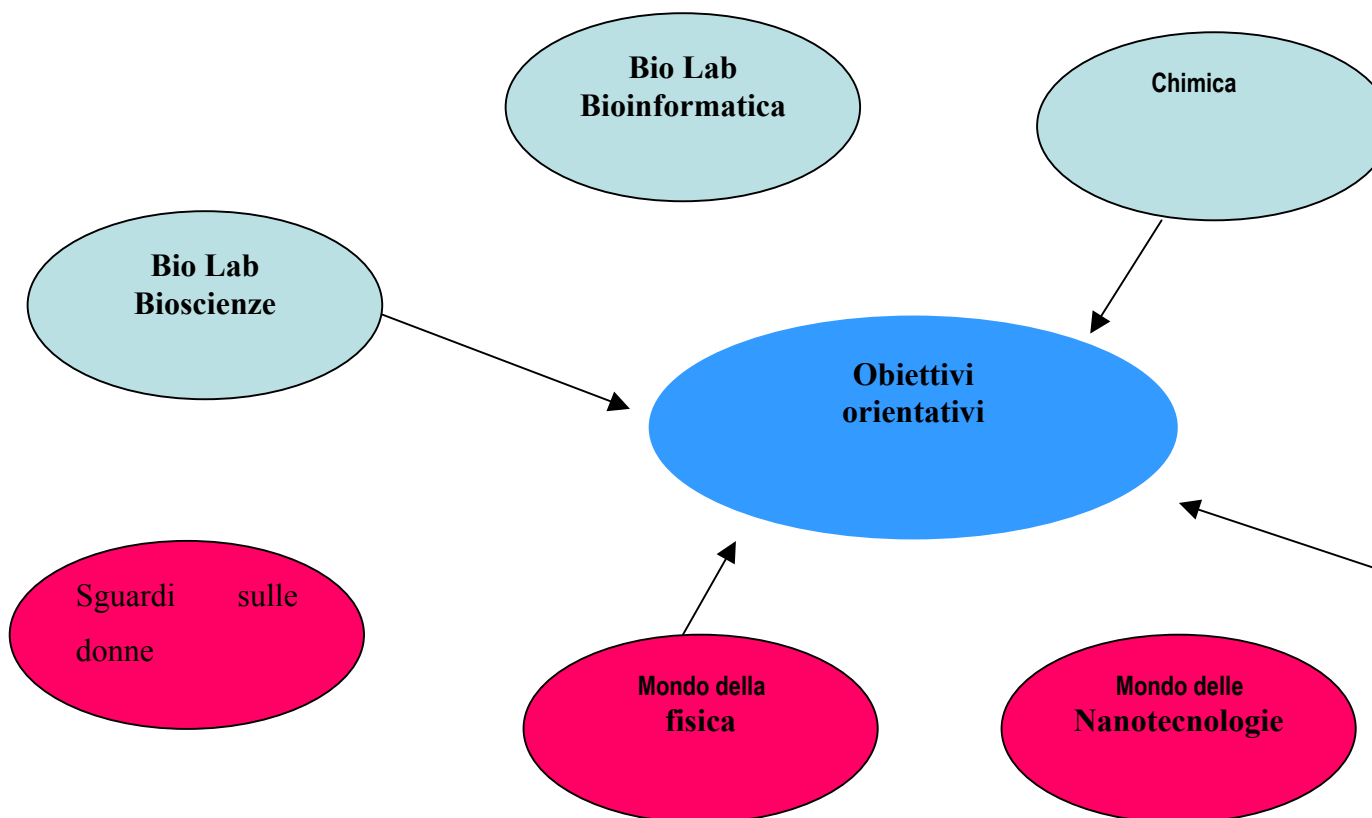 Bio Lab
Bioinformatica
Chimica
Bio Lab
Bioscienze
Obiettivi
orientativi
Sguardi sulle
donne
Mondo della
fisica
Mondo delle
Nanotecnologie